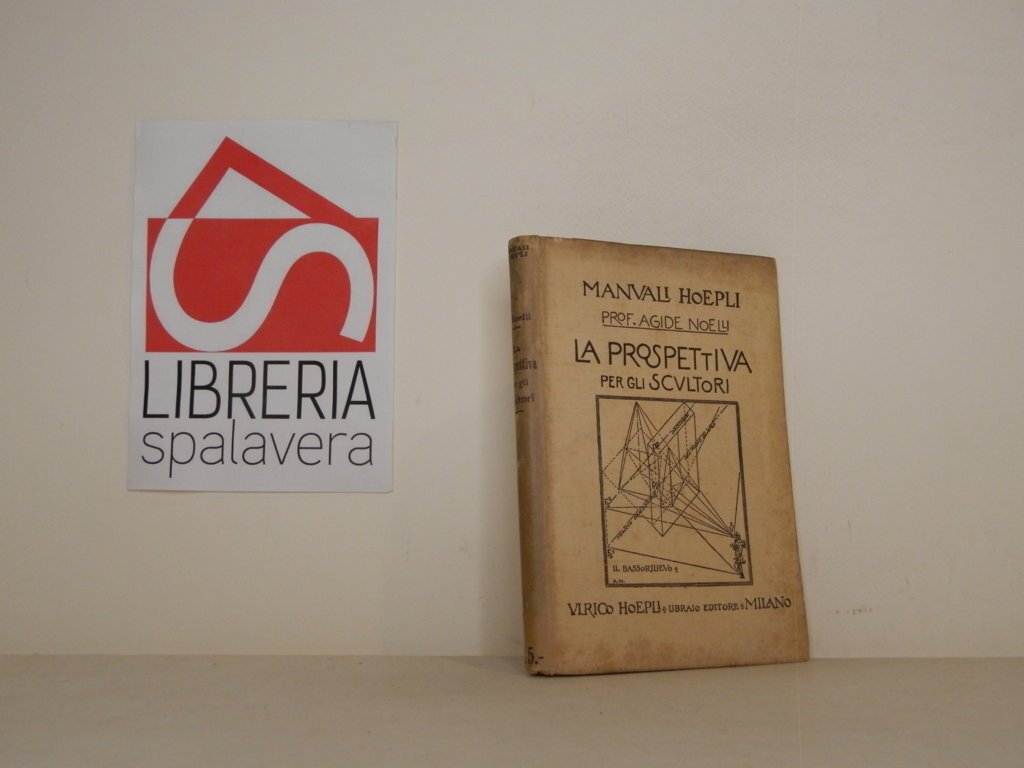 LIBRERIA
spalavera
MANVALI HOEPLI
PROF. AGIDE NOELLI
LA PROSPETTIVA
PER GLI SCVLTORI
IL BASSORILIEVO
A.N.
VLRICO HOEPLI LIBRAIO EDITORE MILANO
5.-